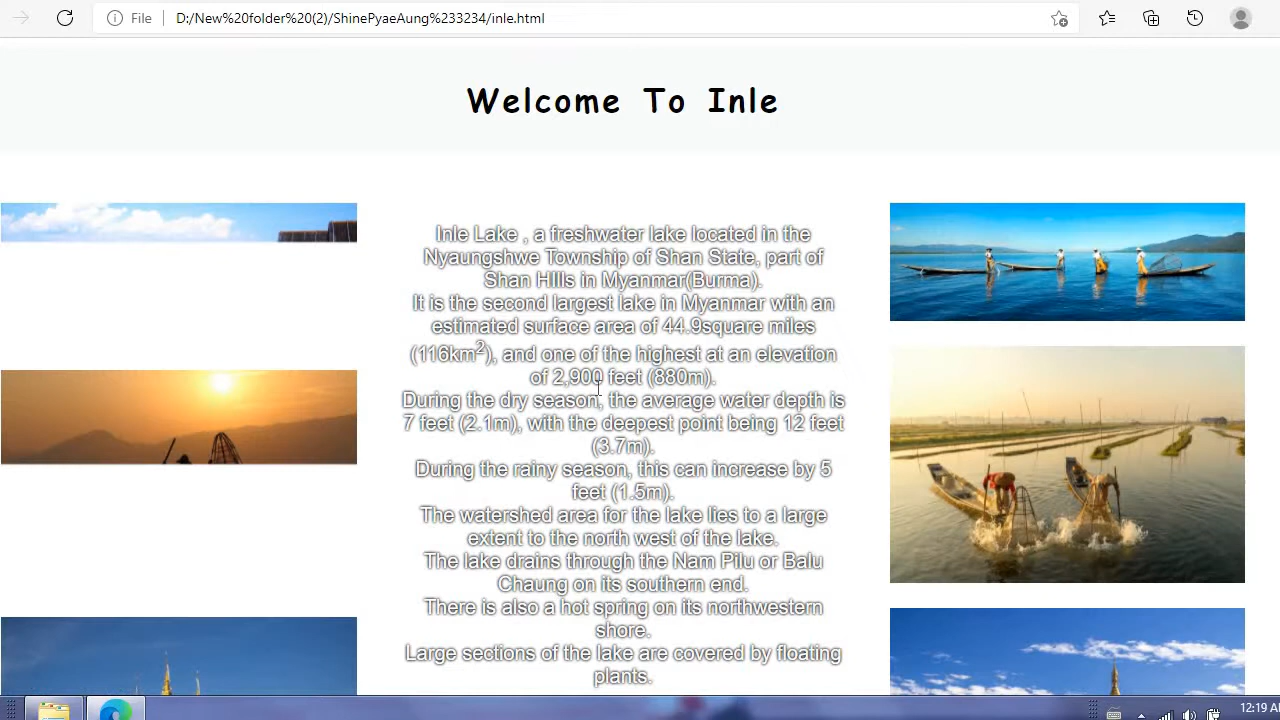 File
D:/New%20folder%20(2)/ShinePyaeAung%233234/inle.html
Welcome To Inle
Inle Lake , a freshwater lake located in the
Nyaungshwe Township of Shan State, part of
Shan HIlls in Myanmar(Burma).
It is the second largest lake in Myanmar with an
estimated surface area of 44.9square miles
(116km2), and one of the highest at an elevation
of 2,900 feet (880m).
During the dry season, the average water depth is
7 feet (2.1m), with the deepest point being 12 feet
(3.7m).
During the rainy season, this can increase by 5
feet (1.5m).
The watershed area for the lake lies to a large
extent to the north west of the lake.
The lake drains through the Nam Pilu or Balu
Chaung on its southern end.
There is also a hot spring on its northwestern
shore.
Large sections of the lake are covered by floating
plants.
12:19 A